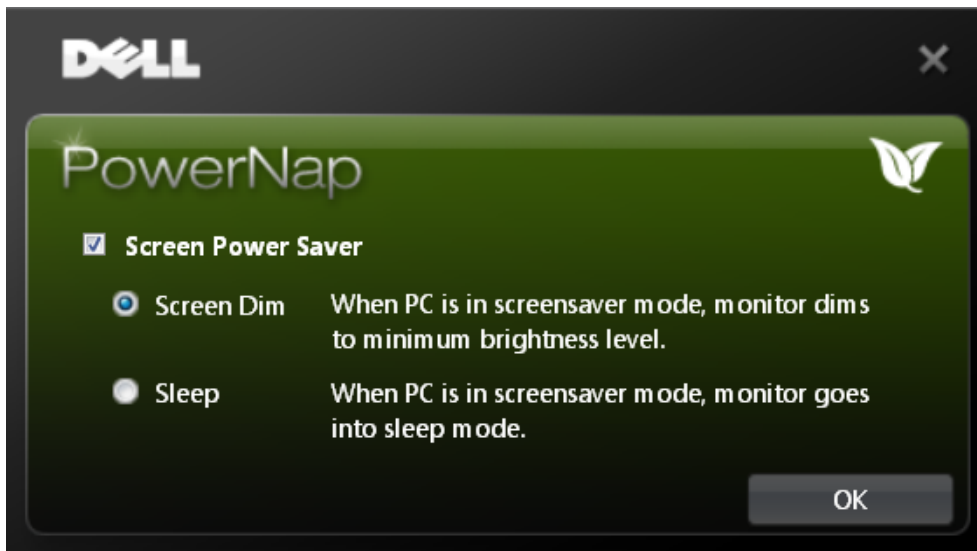 DELL
PowerNap
Screen Power Saver
Screen Dim
When PC is in screensaver mode, monitor dims
to minimum brightness level.
Sleep
When PC is in screensaver mode, monitor goes
into sleep mode.
OK